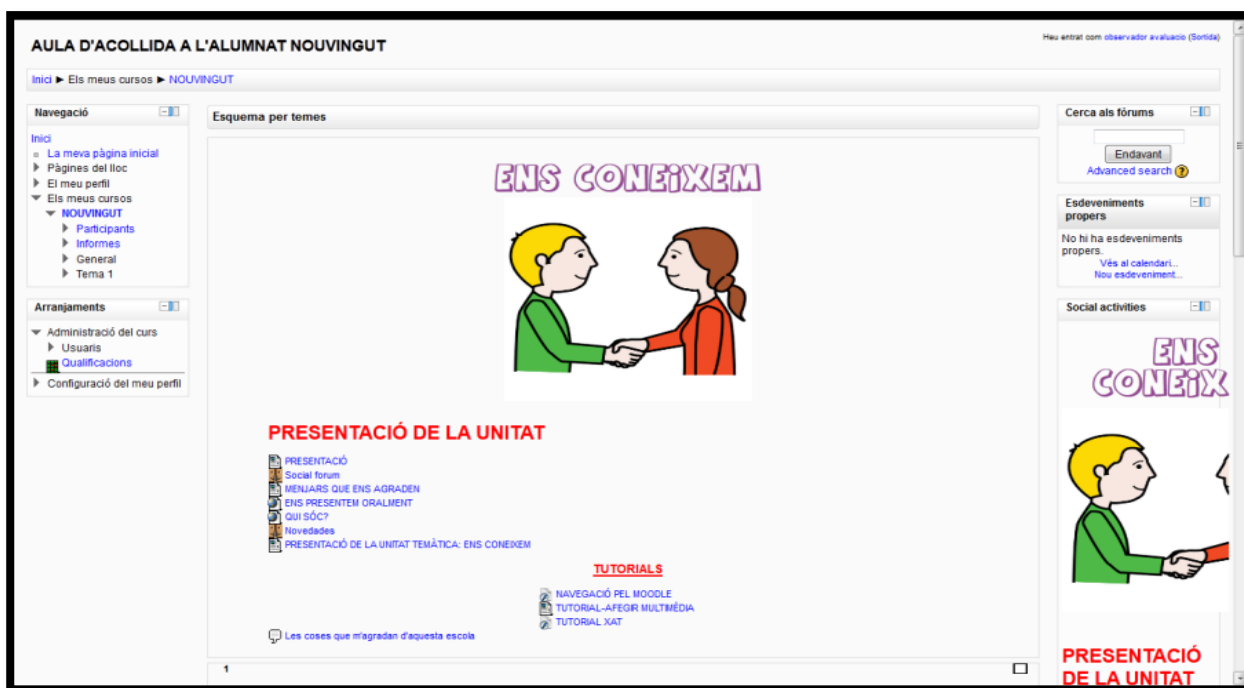 AULA D'ACOLLIDA A L'ALUMNAT NOUVINGUT
Heu entrat com observador avaluacio (Sortida)
Inici ► Els meus cursos ► NOUVINGUT
Navegació
Inici
La meva pàgina inicial
Pàgines del lloc
El meu perfil
Els meus cursos
NOUVINGUT
Participants
Informes
General
Tema 1
Arranjaments
Administració del curs
Usuaris
Qualificacions
Configuració del meu perfil
Esquema per temes
ENS CONEiXEM
PRESENTACIÓ DE LA UNITAT
PRESENTACIÓ
Social forum
MENJARS QUE ENS AGRADEN
ENS PRESENTEM ORALMENT
QUI SÓC?
Novedades
PRESENTACIÓ DE LA UNITAT TEMÀTICA: ENS CONEIXEM
TUTORIALS
NAVEGACIÓ PEL MOODLE
TUTORIAL-AFEGIR MULTIMÈDIA
TUTORIAL XAT
Les coses que m'agradan d'aquesta escola
1
Cerca als fòrums
Endavant
Advanced search
Esdeveniments
propers
No hi ha esdeveniments
propers.
Vés al calendari...
Nou esdeveniment...
Social activities
ENS
CONEiX
PRESENTACIÓ
DE LA UNITAT